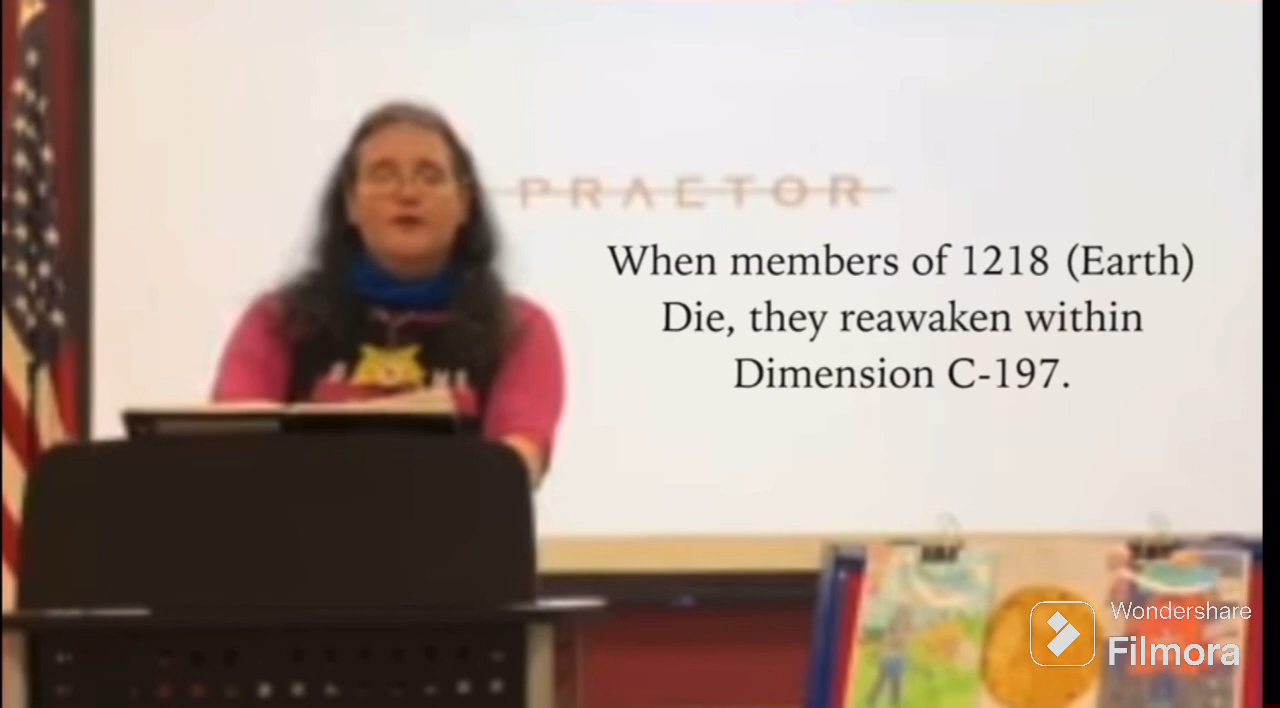 PRAETOR
When members of 1218 (Earth)
Die, they reawaken within
Dimension C-197.
Wondershare
Filmora